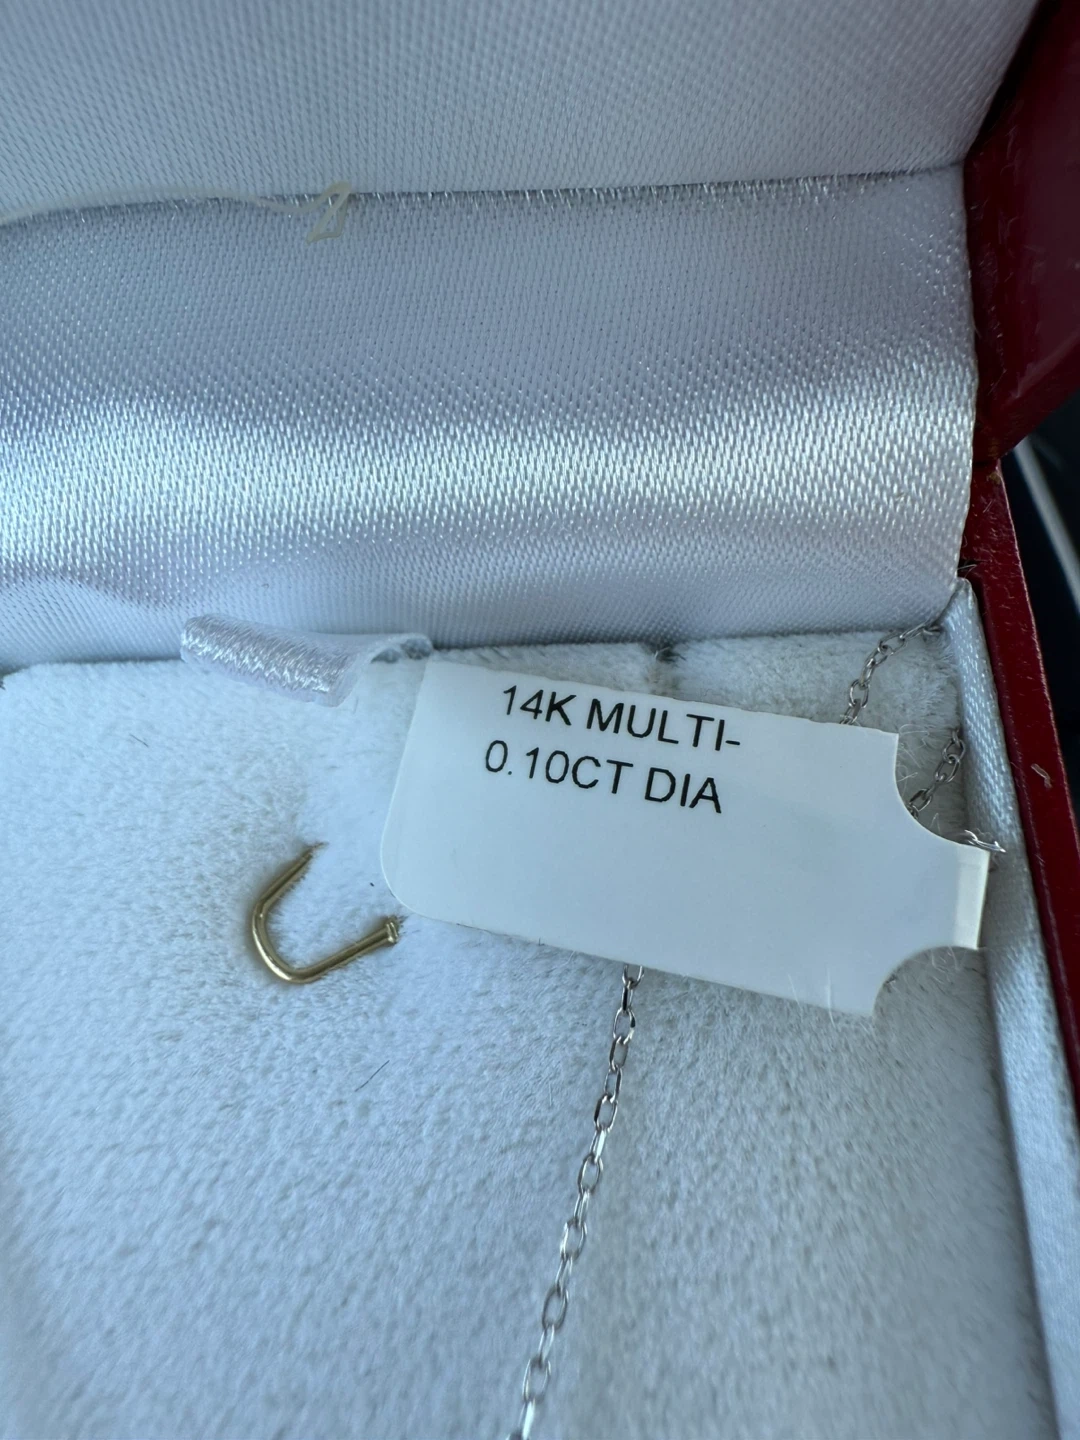 14K MULTI-
0.10CT DIA